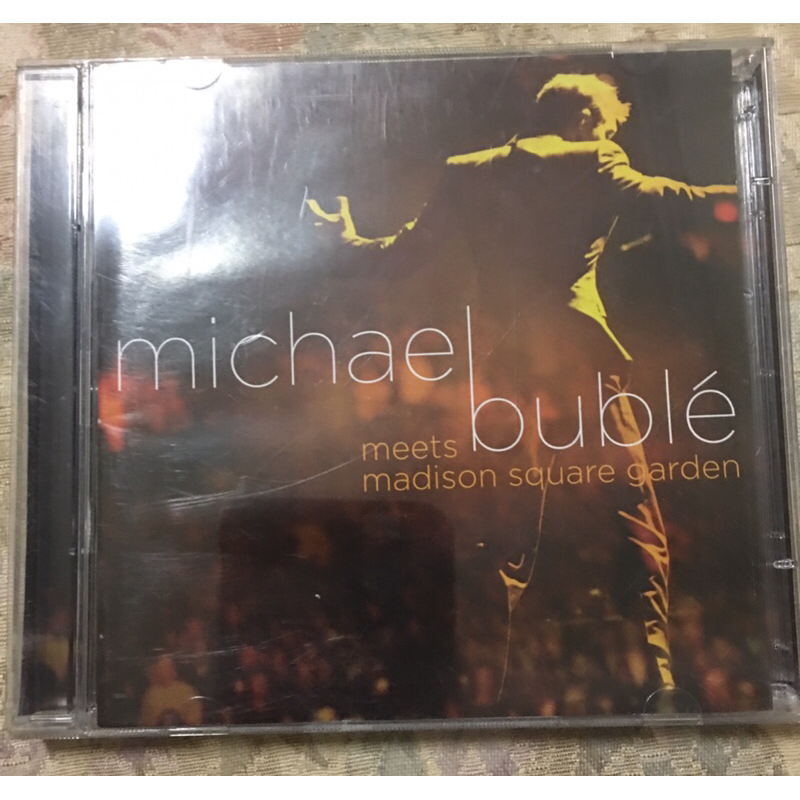 michael
bublé
meets
madison square garden